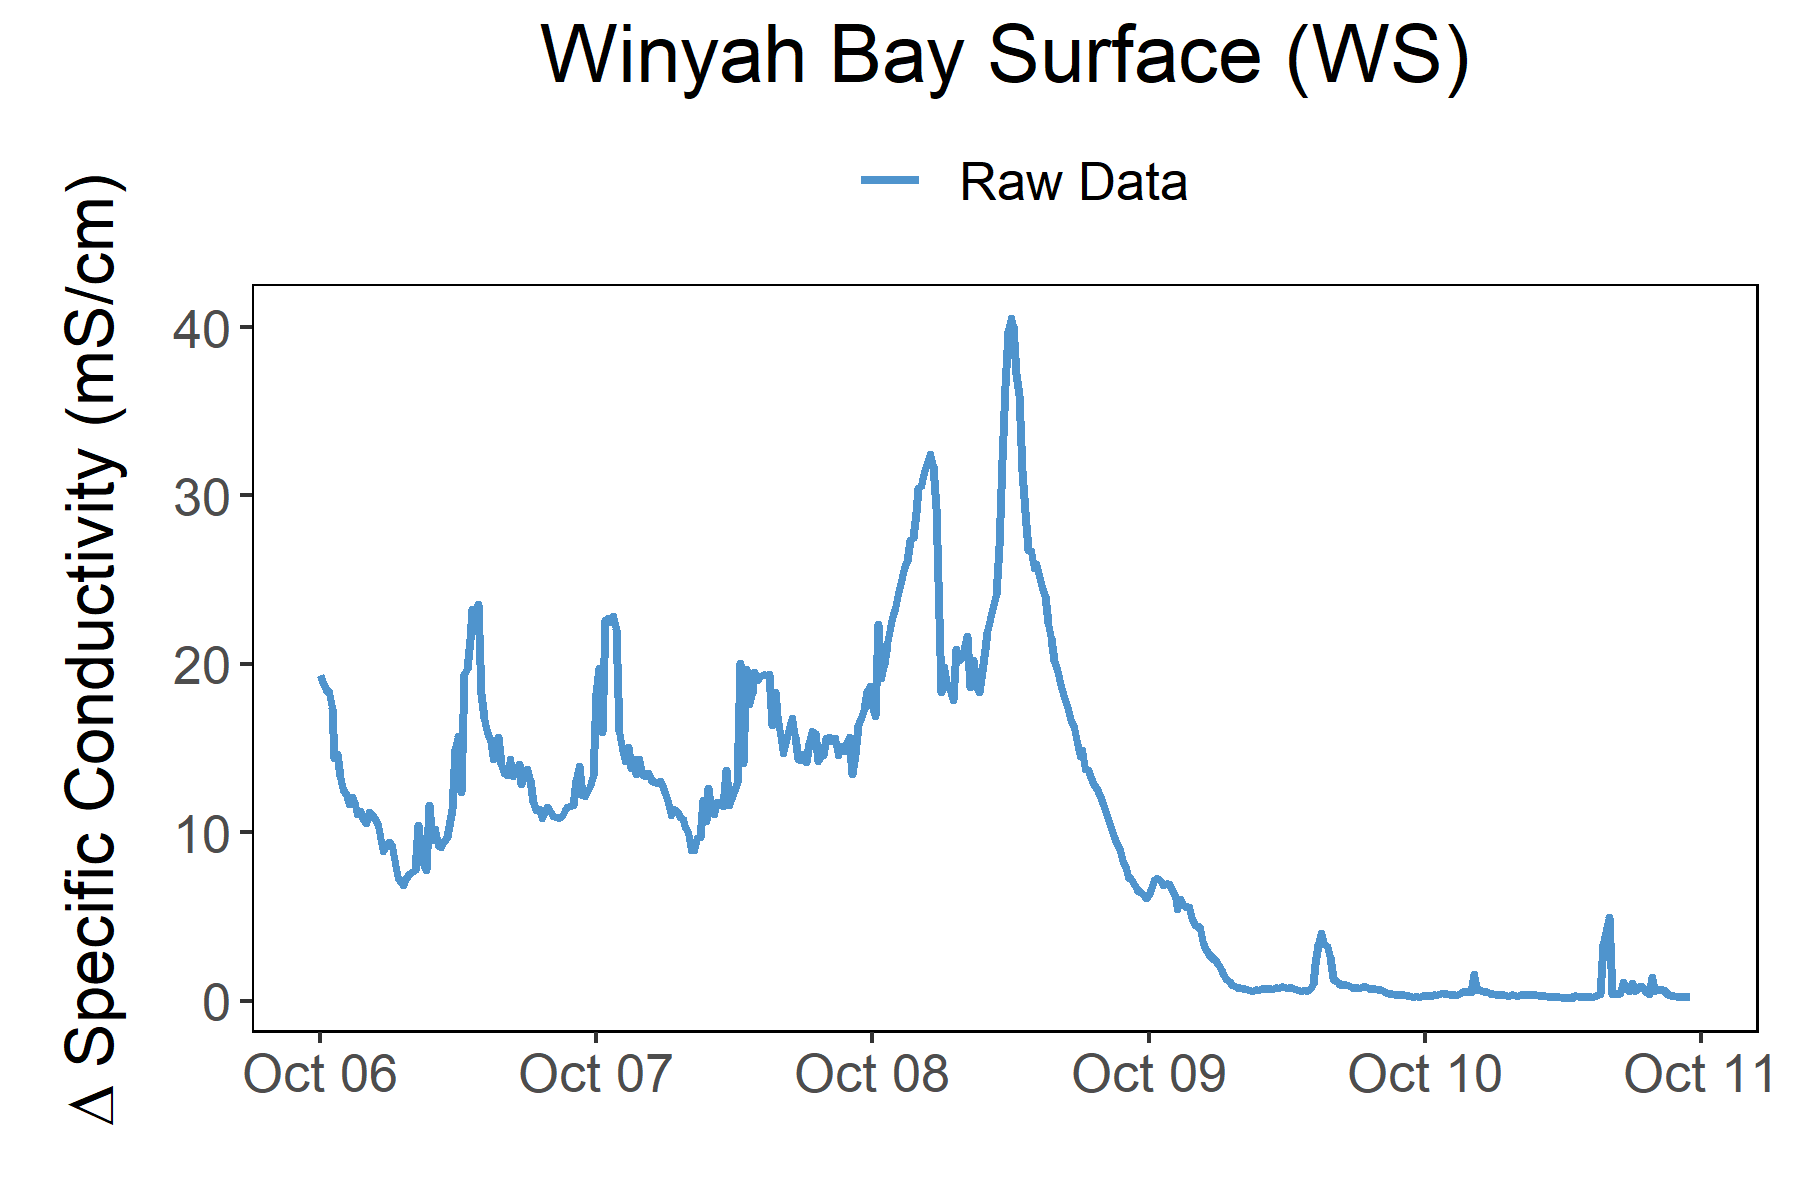 Winyah Bay Surface (WS)
Raw Data
Δ Specific Conductivity (mS/cm)
40
30
20
10
0
Oct 06 Oct 07 Oct 08 Oct 09 Oct 10 Oct 11